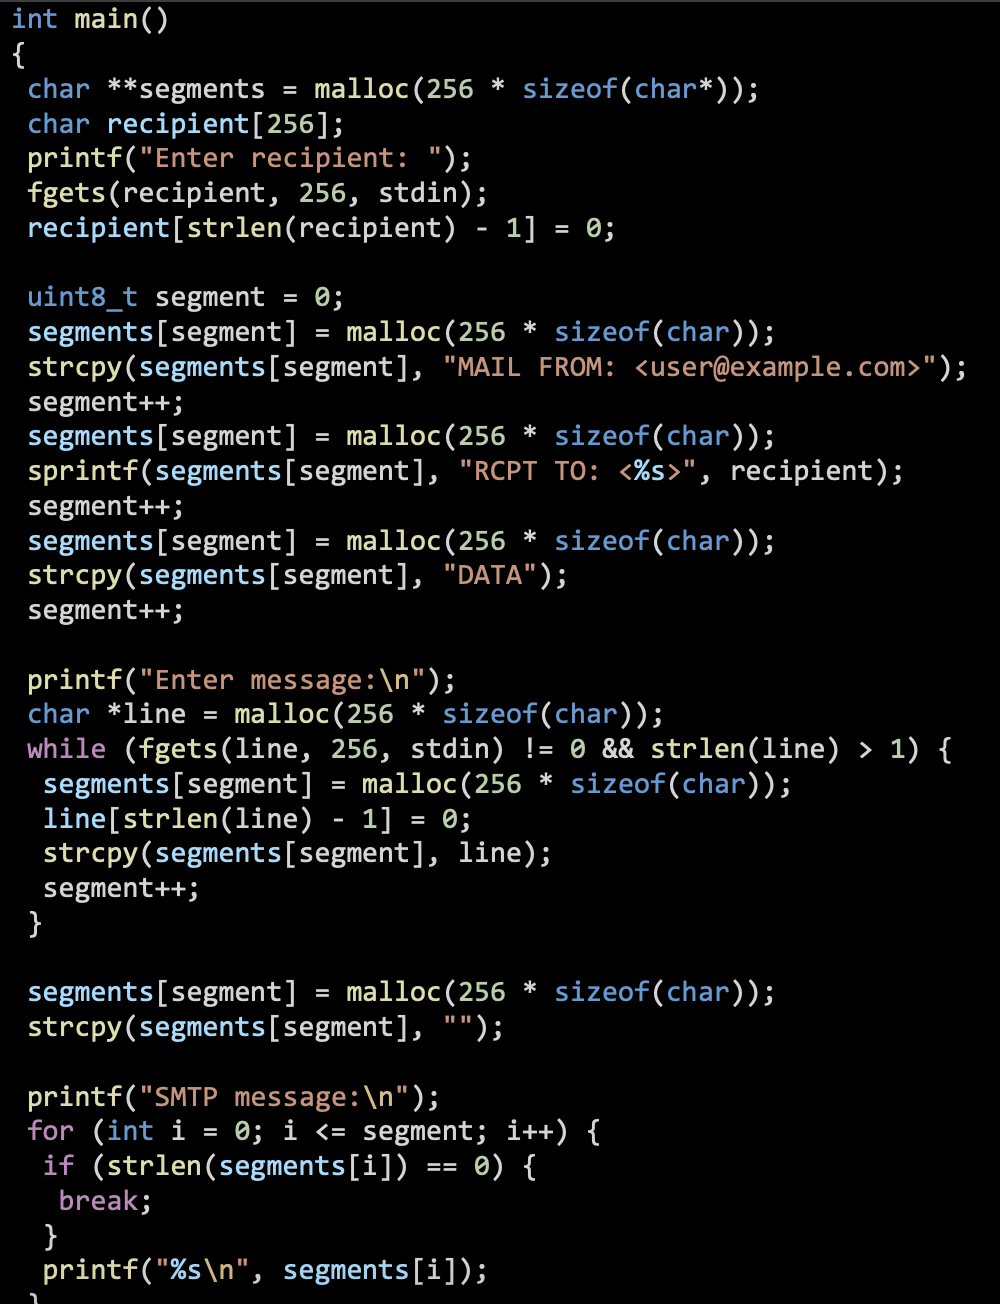 int main()
{
 char **segments = malloc(256 * sizeof(char*));
 char recipient[256];
 printf("Enter recipient: ");
 fgets(recipient, 256, stdin);
 recipient[strlen(recipient) - 1] = 0;

 uint8_t segment = 0;
 segments[segment] = malloc(256 * sizeof(char));
 strcpy(segments[segment], "MAIL FROM: <user@example.com>");
 segment++;
 segments[segment] = malloc(256 * sizeof(char));
 sprintf(segments[segment], "RCPT TO: <%s>", recipient);
 segment++;
 segments[segment] = malloc(256 * sizeof(char));
 strcpy(segments[segment], "DATA");
 segment++;

 printf("Enter message:\n");
 char *line = malloc(256 * sizeof(char));
 while (fgets(line, 256, stdin) != 0 && strlen(line) > 1) {
  segments[segment] = malloc(256 * sizeof(char));
  line[strlen(line) - 1] = 0;
  strcpy(segments[segment], line);
  segment++;
 }

 segments[segment] = malloc(256 * sizeof(char));
 strcpy(segments[segment], "");

 printf("SMTP message:\n");
 for (int i = 0; i <= segment; i++) {
  if (strlen(segments[i]) == 0) {
   break;
  }
  printf("%s\n", segments[i]);
 }